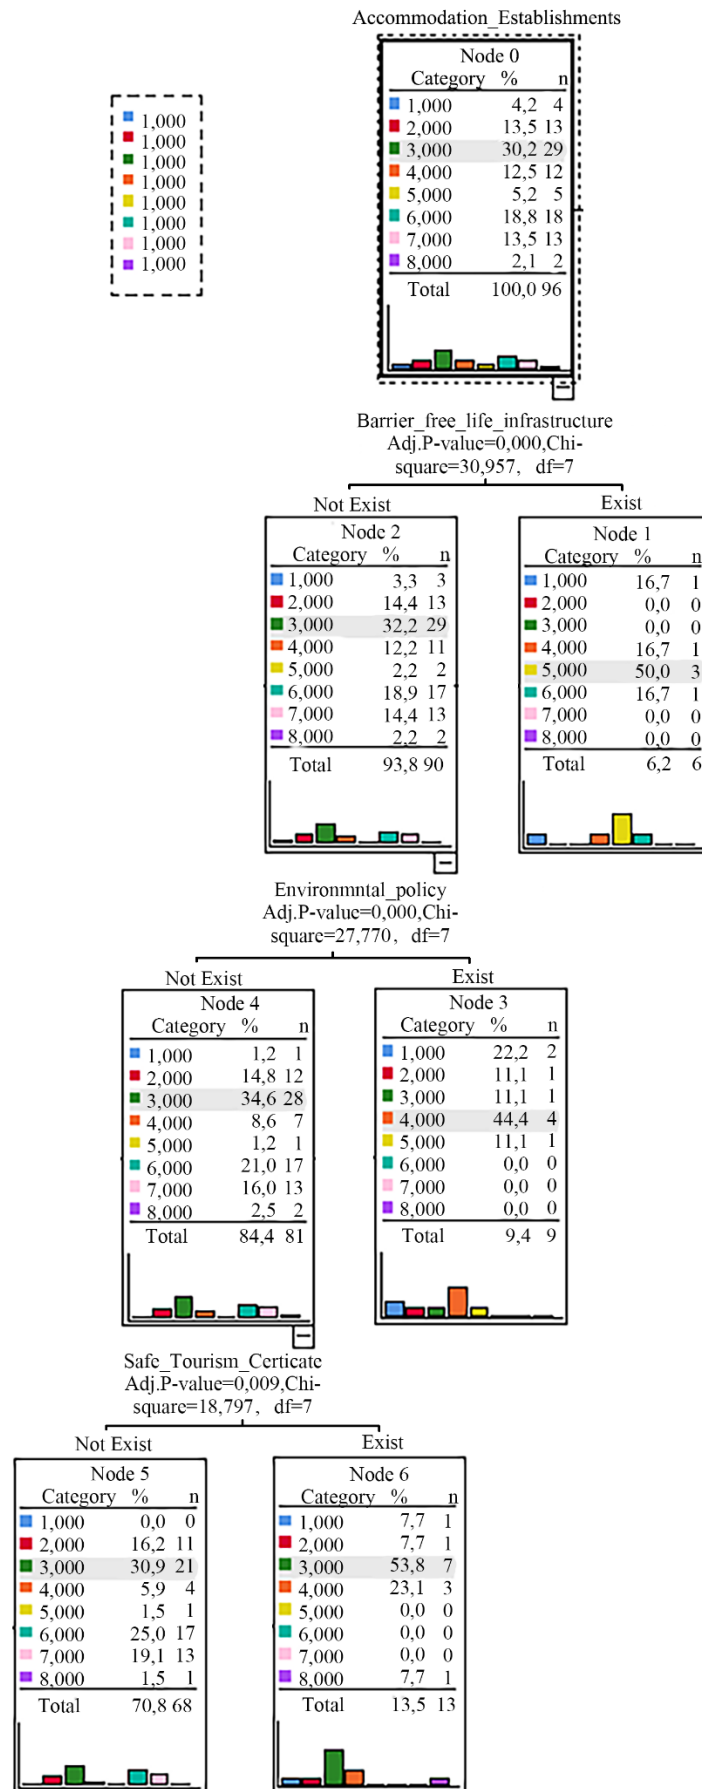 Accommodation_Establishments
Node 0
Category % n
1,000 4,2 4
2,000 13,5 13
3,000 30,2 29
4,000 12,5 12
5,000 5,2 5
6,000 18,8 18
7,000 13,5 13
8,000 2,1 2
Total 100,0 96
1,000
1,000
1,000
1,000
1,000
1,000
1,000
1,000
Barrier_free_life_infrastructure
Adj.P-value=0,000,Chi-
square=30,957, df=7
Not Exist
Node 2
Category % n
1,000 3,3 3
2,000 14,4 13
3,000 32,2 29
4,000 12,2 11
5,000 2,2 2
6,000 18,9 17
7,000 14,4 13
8,000 2,2 2
Total 93,8 90
Exist
Node 1
Category % n
1,000 16,7 1
2,000 0,0 0
3,000 0,0 0
4,000 16,7 1
5,000 50,0 3
6,000 16,7 1
7,000 0,0 0
8,000 0,0 0
Total 6,2 6
Environmntal_policy
Adj.P-value=0,000,Chi-
square=27,770, df=7
Not Exist
Node 4
Category % n
1,000 1,2 1
2,000 14,8 12
3,000 34,6 28
4,000 8,6 7
5,000 1,2 1
6,000 21,0 17
7,000 16,0 13
8,000 2,5 2
Total 84,4 81
Exist
Node 3
Category % n
1,000 22,2 2
2,000 11,1 1
3,000 11,1 1
4,000 44,4 4
5,000 11,1 1
6,000 0,0 0
7,000 0,0 0
8,000 0,0 0
Total 9,4 9
Safe_Tourism_Certicate
Adj.P-value=0,009,Chi-
square=18,797, df=7
Not Exist
Node 5
Category % n
1,000 0,0 0
2,000 16,2 11
3,000 30,9 21
4,000 5,9 4
5,000 1,5 1
6,000 25,0 17
7,000 19,1 13
8,000 1,5 1
Total 70,8 68
Exist
Node 6
Category % n
1,000 7,7 1
2,000 7,7 1
3,000 53,8 7
4,000 23,1 3
5,000 0,0 0
6,000 0,0 0
7,000 0,0 0
8,000 7,7 1
Total 13,5 13